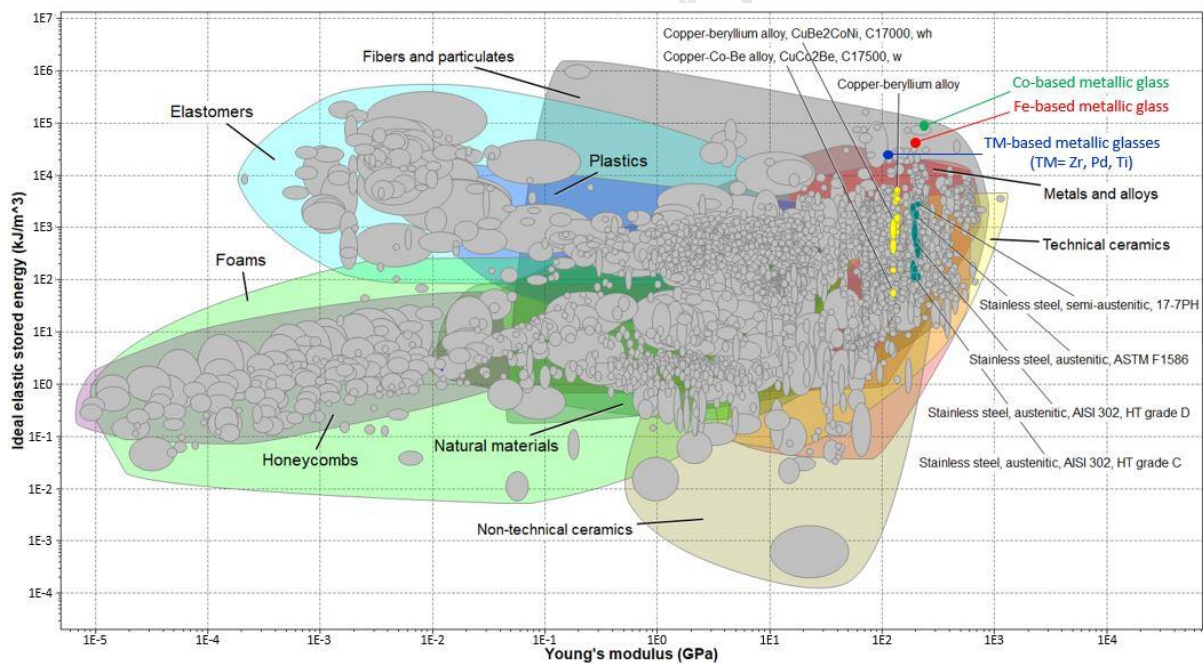 1E7
1E6
1E5
1E4
1E3
1E2
1E1
1E0
1E-1
1E-2
1E-3
1E-4
Ideal elastic stored energy (kJ/m^3)
Copper-beryllium alloy, CuBe2CoNi, C17000, wh
Copper-Co-Be alloy, CuCo2Be, C17500, w
Copper-beryllium alloy
Co-based metallic glass
Fe-based metallic glass
TM-based metallic glasses
(TM= Zr, Pd, Ti)
Fibers and particulates
Elastomers
Plastics
Metals and alloys
Technical ceramics
Foams
Stainless steel, semi-austenitic, 17-7PH
Stainless steel, austenitic, ASTM F1586
Stainless steel, austenitic, AISI 302, HT grade D
Stainless steel, austenitic, AISI 302, HT grade C
Natural materials
Honeycombs
Non-technical ceramics
1E-5
1E-4
1E-3
1E-2
1E-1
1E0
1E1
1E2
1E3
1E4
Young's modulus (GPa)